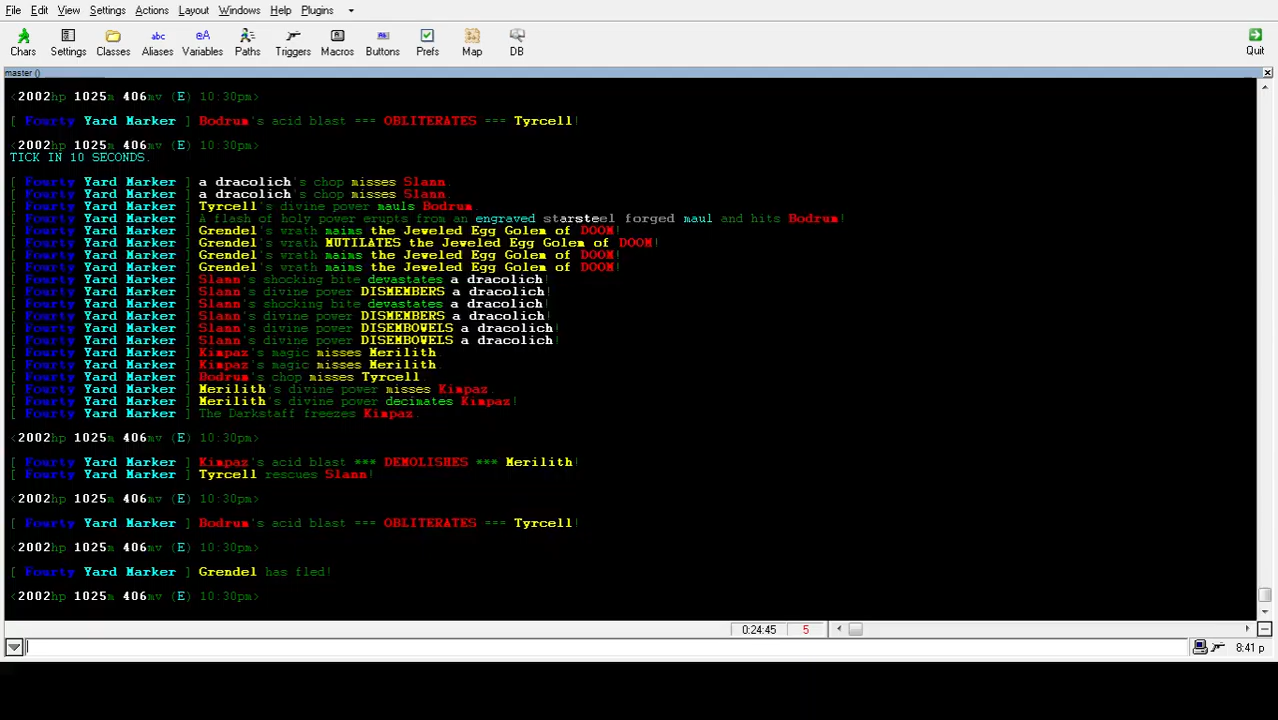 File Edit View Settings Actions Layout Windows Help Plugins
Chars Settings Classes Aliases Variables Paths Triggers Macros Buttons Prefs Map DB Quit
master ()
<2002hp 1025m 406mv (E) 10:30pm>
[ Fourty Yard Marker ] Bodrum's acid blast === OBLITERATES === Tyrcell!
<2002hp 1025m 406mv (E) 10:30pm>
TICK IN 10 SECONDS.
[ Fourty Yard Marker ] a dracolich's chop misses Slann.
[ Fourty Yard Marker ] a dracolich's chop misses Slann.
[ Fourty Yard Marker ] Tyrcell's divine power mauls Bodrum
[ Fourty Yard Marker ] A flash of holy power erupts from an engraved starsteel forged maul and hits Bodrum!
[ Fourty Yard Marker ] Grendel's wrath maims the Jeweled Egg Golem of DOOM!
[ Fourty Yard Marker ] Grendel's wrath MUTILATES the Jeweled Egg Golem of DOOM!
[ Fourty Yard Marker ] Grendel's wrath maims the Jeweled Egg Golem of DOOM!
[ Fourty Yard Marker ] Grendel's wrath maims the Jeweled Egg Golem of DOOM!
[ Fourty Yard Marker ] Slann's shocking bite devastates a dracolich!
[ Fourty Yard Marker ] Slann's divine power DISMEMBERS a dracolich!
[ Fourty Yard Marker ] Slann's shocking bite devastates a dracolich!
[ Fourty Yard Marker ] Slann's divine power DISMEMBERS a dracolich!
[ Fourty Yard Marker ] Slann's divine power DISEMBOWELS a dracolich!
[ Fourty Yard Marker ] Slann's divine power DISEMBOWELS a dracolich!
[ Fourty Yard Marker ] Kimpaz's magic misses Merilith.
[ Fourty Yard Marker ] Kimpaz's magic misses Merilith.
[ Fourty Yard Marker ] Bodrum's chop misses Tyrcell.
[ Fourty Yard Marker ] Merilith's divine power misses Kimpaz.
[ Fourty Yard Marker ] Merilith's divine power decimates Kimpaz!
[ Fourty Yard Marker ] The Darkstaff freezes Kimpaz.
<2002hp 1025m 406mv (E) 10:30pm>
[ Fourty Yard Marker ] Kimpaz's acid blast *** DEMOLISHES *** Merilith!
[ Fourty Yard Marker ] Tyrcell rescues Slann!
<2002hp 1025m 406mv (E) 10:30pm>
[ Fourty Yard Marker ] Bodrum's acid blast === OBLITERATES === Tyrcell!
<2002hp 1025m 406mv (E) 10:30pm>
[ Fourty Yard Marker ] Grendel has fled!
<2002hp 1025m 406mv (E) 10:30pm>
0:24:45 5
8:41 p